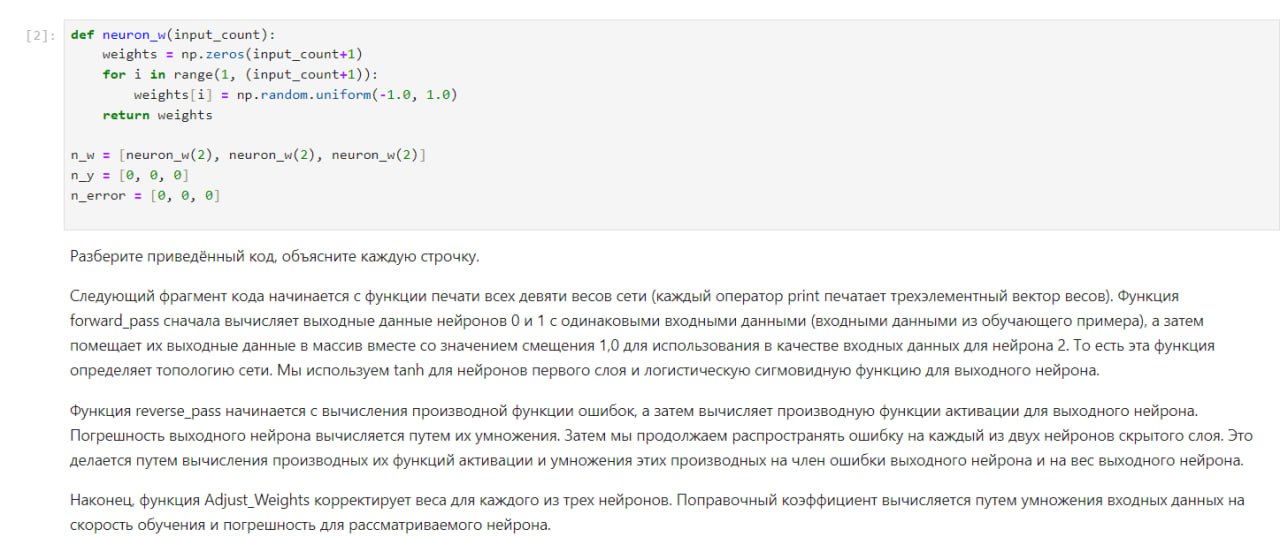 [2]: def neuron_w(input_count):
    weights = np.zeros(input_count+1)
    for i in range(1, (input_count+1)):
        weights[i] = np.random.uniform(-1.0, 1.0)
    return weights

n_w = [neuron_w(2), neuron_w(2), neuron_w(2)]
n_y = [0, 0, 0]
n_error = [0, 0, 0]

Разберите приведённый код, объясните каждую строчку.

Следующий фрагмент кода начинается с функции печати всех девяти весов сети (каждый оператор print печатает трехэлементный вектор весов). Функция
forward_pass сначала вычисляет выходные данные нейронов 0 и 1 с одинаковыми входными данными (входными данными из обучающего примера), а затем
помещает их выходные данные в массив вместе со значением смещения 1,0 для использования в качестве входных данных для нейрона 2. То есть эта функция
определяет топологию сети. Мы используем tanh для нейронов первого слоя и логистическую сигмовидную функцию для выходного нейрона.

Функция reverse_pass начинается с вычисления производной функции ошибок, а затем вычисляет производную функции активации для выходного нейрона.
Погрешность выходного нейрона вычисляется путем их умножения. Затем мы продолжаем распространять ошибку на каждый из двух нейронов скрытого слоя. Это
делается путем вычисления производных их функций активации и умножения этих производных на член ошибки выходного нейрона и на вес выходного нейрона.

Наконец, функция Adjust_Weights корректирует веса для каждого из трех нейронов. Поправочный коэффициент вычисляется путем умножения входных данных на
скорость обучения и погрешность для рассматриваемого нейрона.